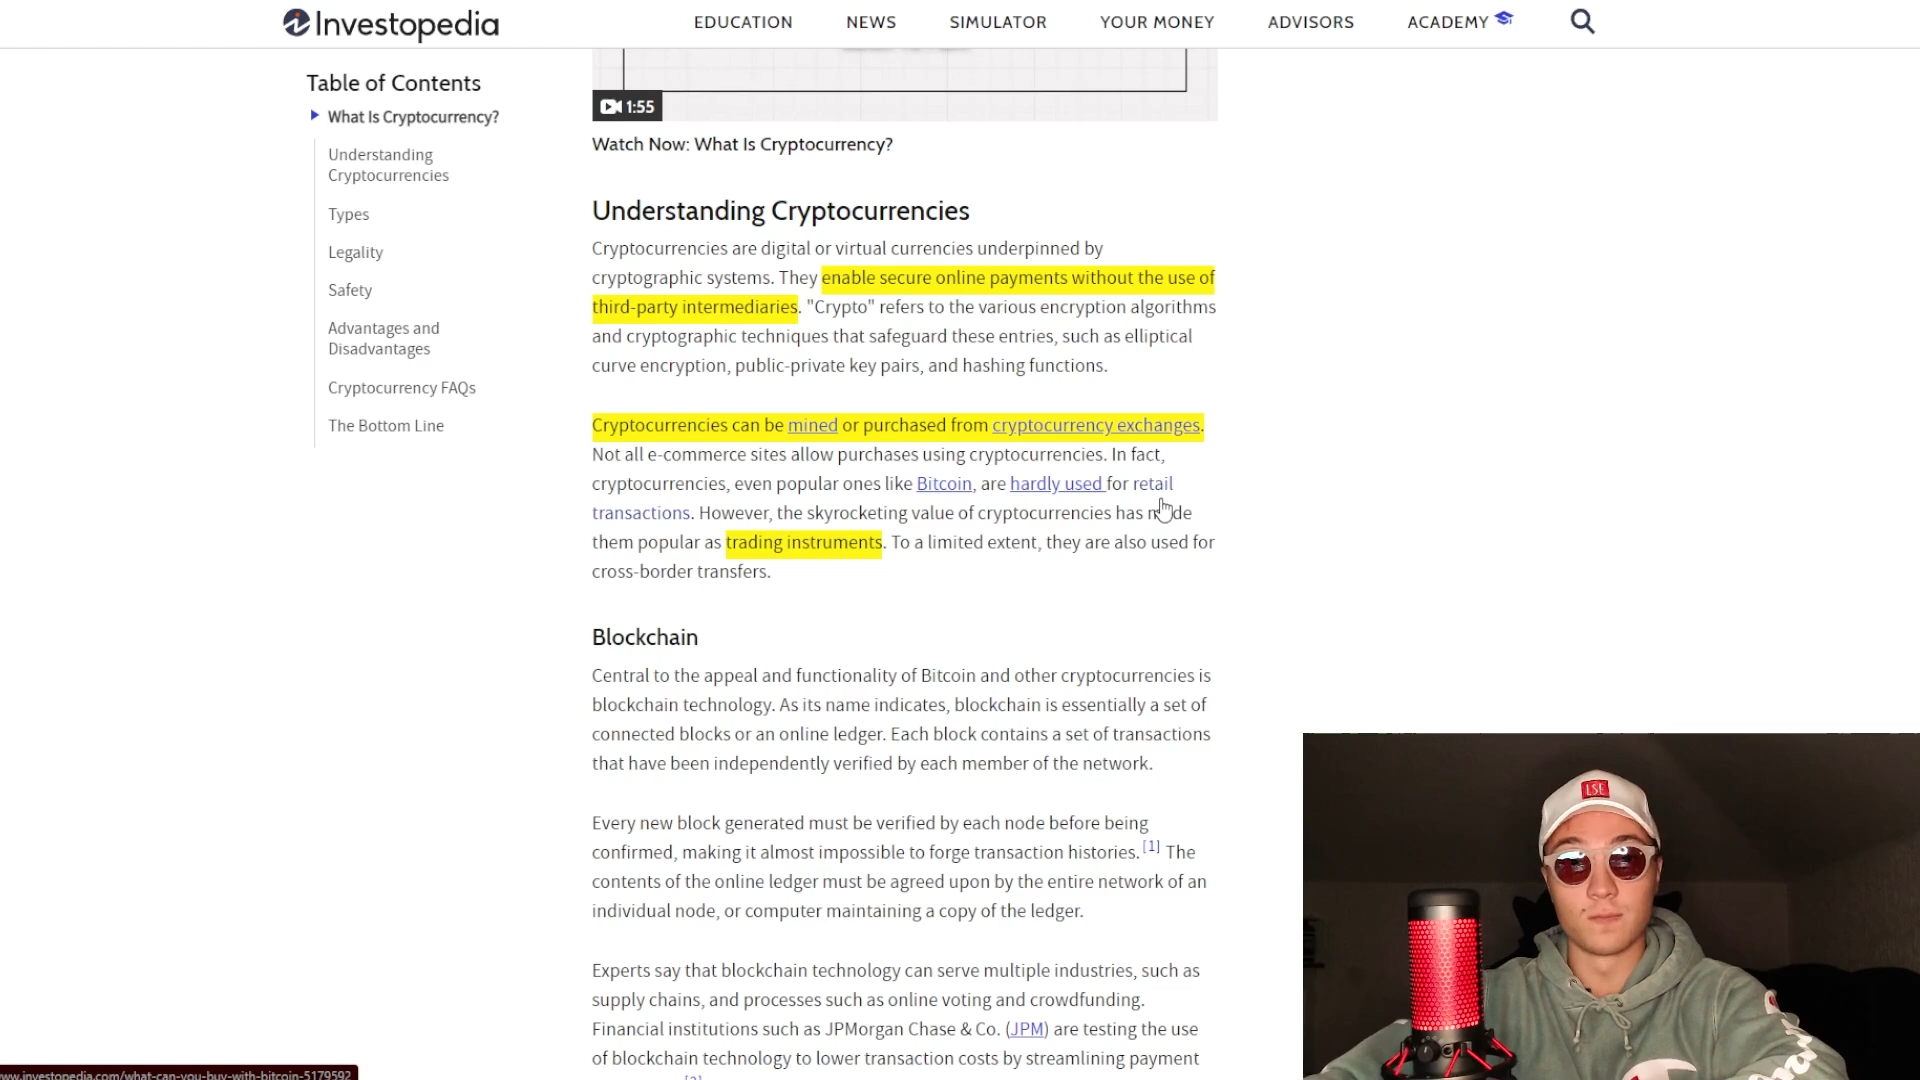 Investopedia
EDUCATION NEWS SIMULATOR YOUR MONEY ADVISORS ACADEMY
Table of Contents
What Is Cryptocurrency?
Understanding
Cryptocurrencies
Types
Legality
Safety
Advantages and
Disadvantages
Cryptocurrency FAQs
The Bottom Line
1:55
Watch Now: What Is Cryptocurrency?
Understanding Cryptocurrencies
Cryptocurrencies are digital or virtual currencies underpinned by
cryptographic systems. They enable secure online payments without the use of
third-party intermediaries. "Crypto" refers to the various encryption algorithms
and cryptographic techniques that safeguard these entries, such as elliptical
curve encryption, public-private key pairs, and hashing functions.
Cryptocurrencies can be mined or purchased from cryptocurrency exchanges.
Not all e-commerce sites allow purchases using cryptocurrencies. In fact,
cryptocurrencies, even popular ones like Bitcoin, are hardly used for retail
transactions. However, the skyrocketing value of cryptocurrencies has made
them popular as trading instruments. To a limited extent, they are also used for
cross-border transfers.
Blockchain
Central to the appeal and functionality of Bitcoin and other cryptocurrencies is
blockchain technology. As its name indicates, blockchain is essentially a set of
connected blocks or an online ledger. Each block contains a set of transactions
that have been independently verified by each member of the network.
Every new block generated must be verified by each node before being
confirmed, making it almost impossible to forge transaction histories. [1] The
contents of the online ledger must be agreed upon by the entire network of an
individual node, or computer maintaining a copy of the ledger.
Experts say that blockchain technology can serve multiple industries, such as
supply chains, and processes such as online voting and crowdfunding.
Financial institutions such as JPMorgan Chase & Co. (JPM) are testing the use
of blockchain technology to lower transaction costs by streamlining payment
www.investopedia.com/what-can-you-buy-with-bitcoin-5179592
LSE